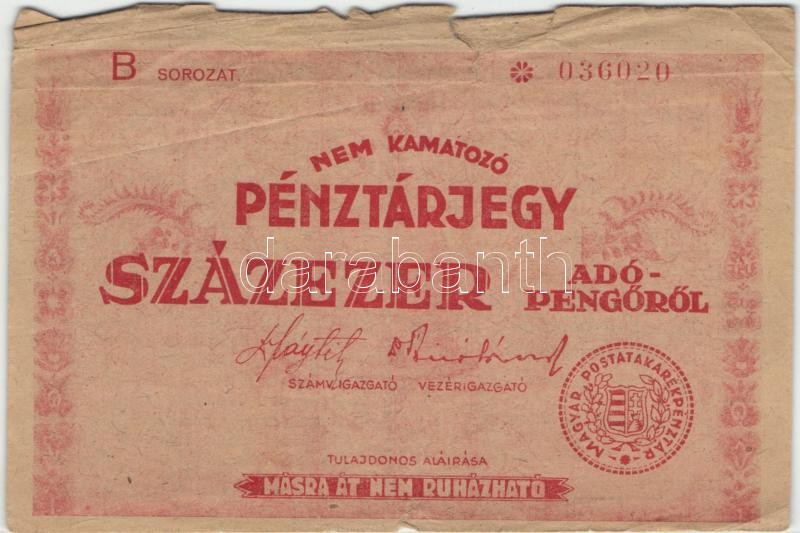 B SOROZAT. * 036020
NEM KAMATOZÓ
PÉNZTÁRJEGY
SZÁZEZER ADÓ-
PENGŐRŐL
darabanth
SZÁMV. IGAZGATÓ VEZÉRIGAZGATÓ
MAGYAR POSTATAKARÉKPÉNZTÁR
TULAJDONOS ALÁIRÁSA
MÁSRA ÁT NEM RUHÁZHATÓ